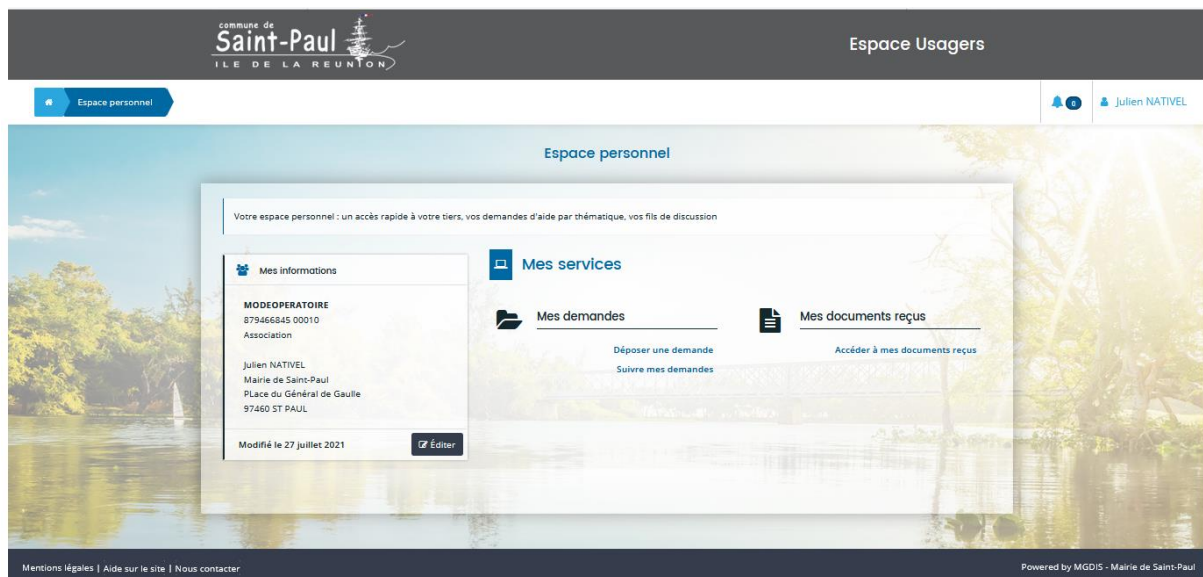 commune de
Saint-Paul
ILE DE LA REUNION
Espace Usagers
Espace personnel
0
Julien NATIVEL
Espace personnel
Votre espace personnel : un accès rapide à votre tiers, vos demandes d'aide par thématique, vos fils de discussion
Mes informations
MODEOPERATOIRE
879466845 00010
Association
Julien NATIVEL
Mairie de Saint-Paul
PLace du Général de Gaulle
97460 ST PAUL
Modifié le 27 juillet 2021
Éditer
Mes services
Mes demandes
Déposer une demande
Suivre mes demandes
Mes documents reçus
Accéder à mes documents reçus
Mentions légales | Aide sur le site | Nous contacter
Powered by MGDIS - Mairie de Saint-Paul